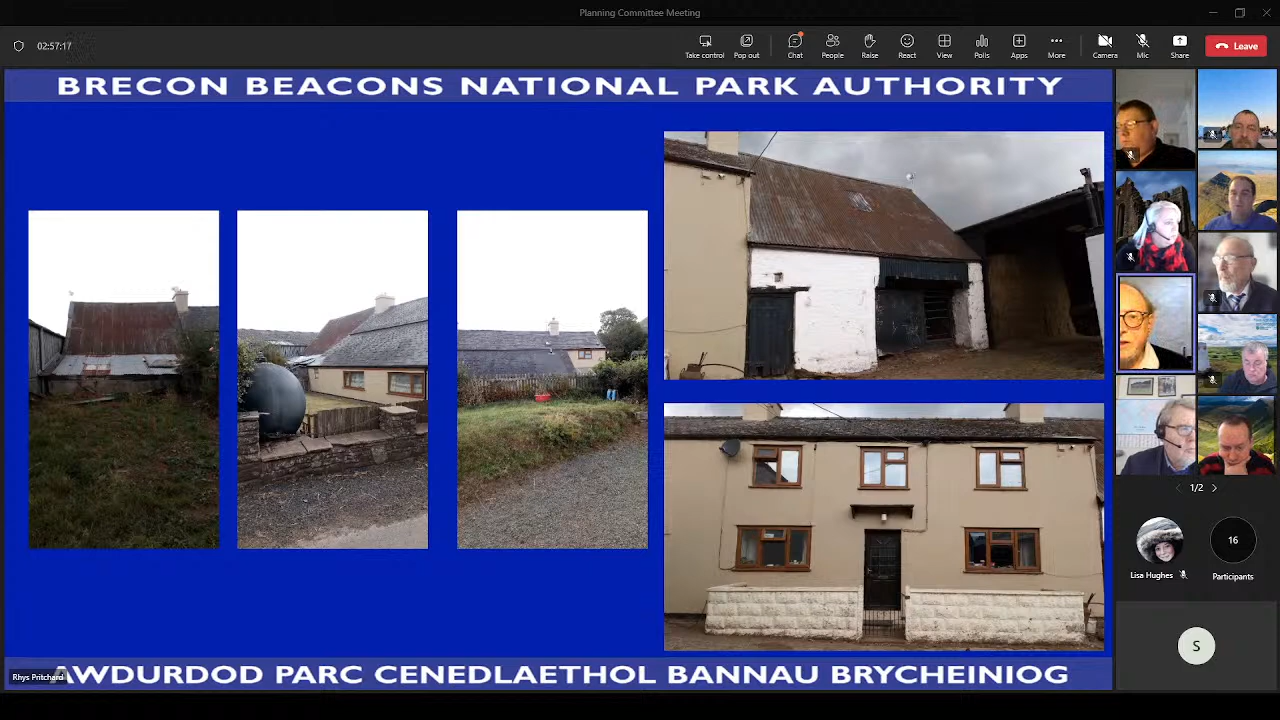 Planning Committee Meeting
02:57:17
Take control
Pop out
Chat
People
Raise
React
View
Polls
Apps
More
Camera
Mic
Share
Leave
BRECON BEACONS NATIONAL PARK AUTHORITY
1/2
Lisa Hughes
16
Participants
S
Rhys Pritchard
AWDURDOD PARC CENEDLAETHOL BANNAU BRYCHEINIOG